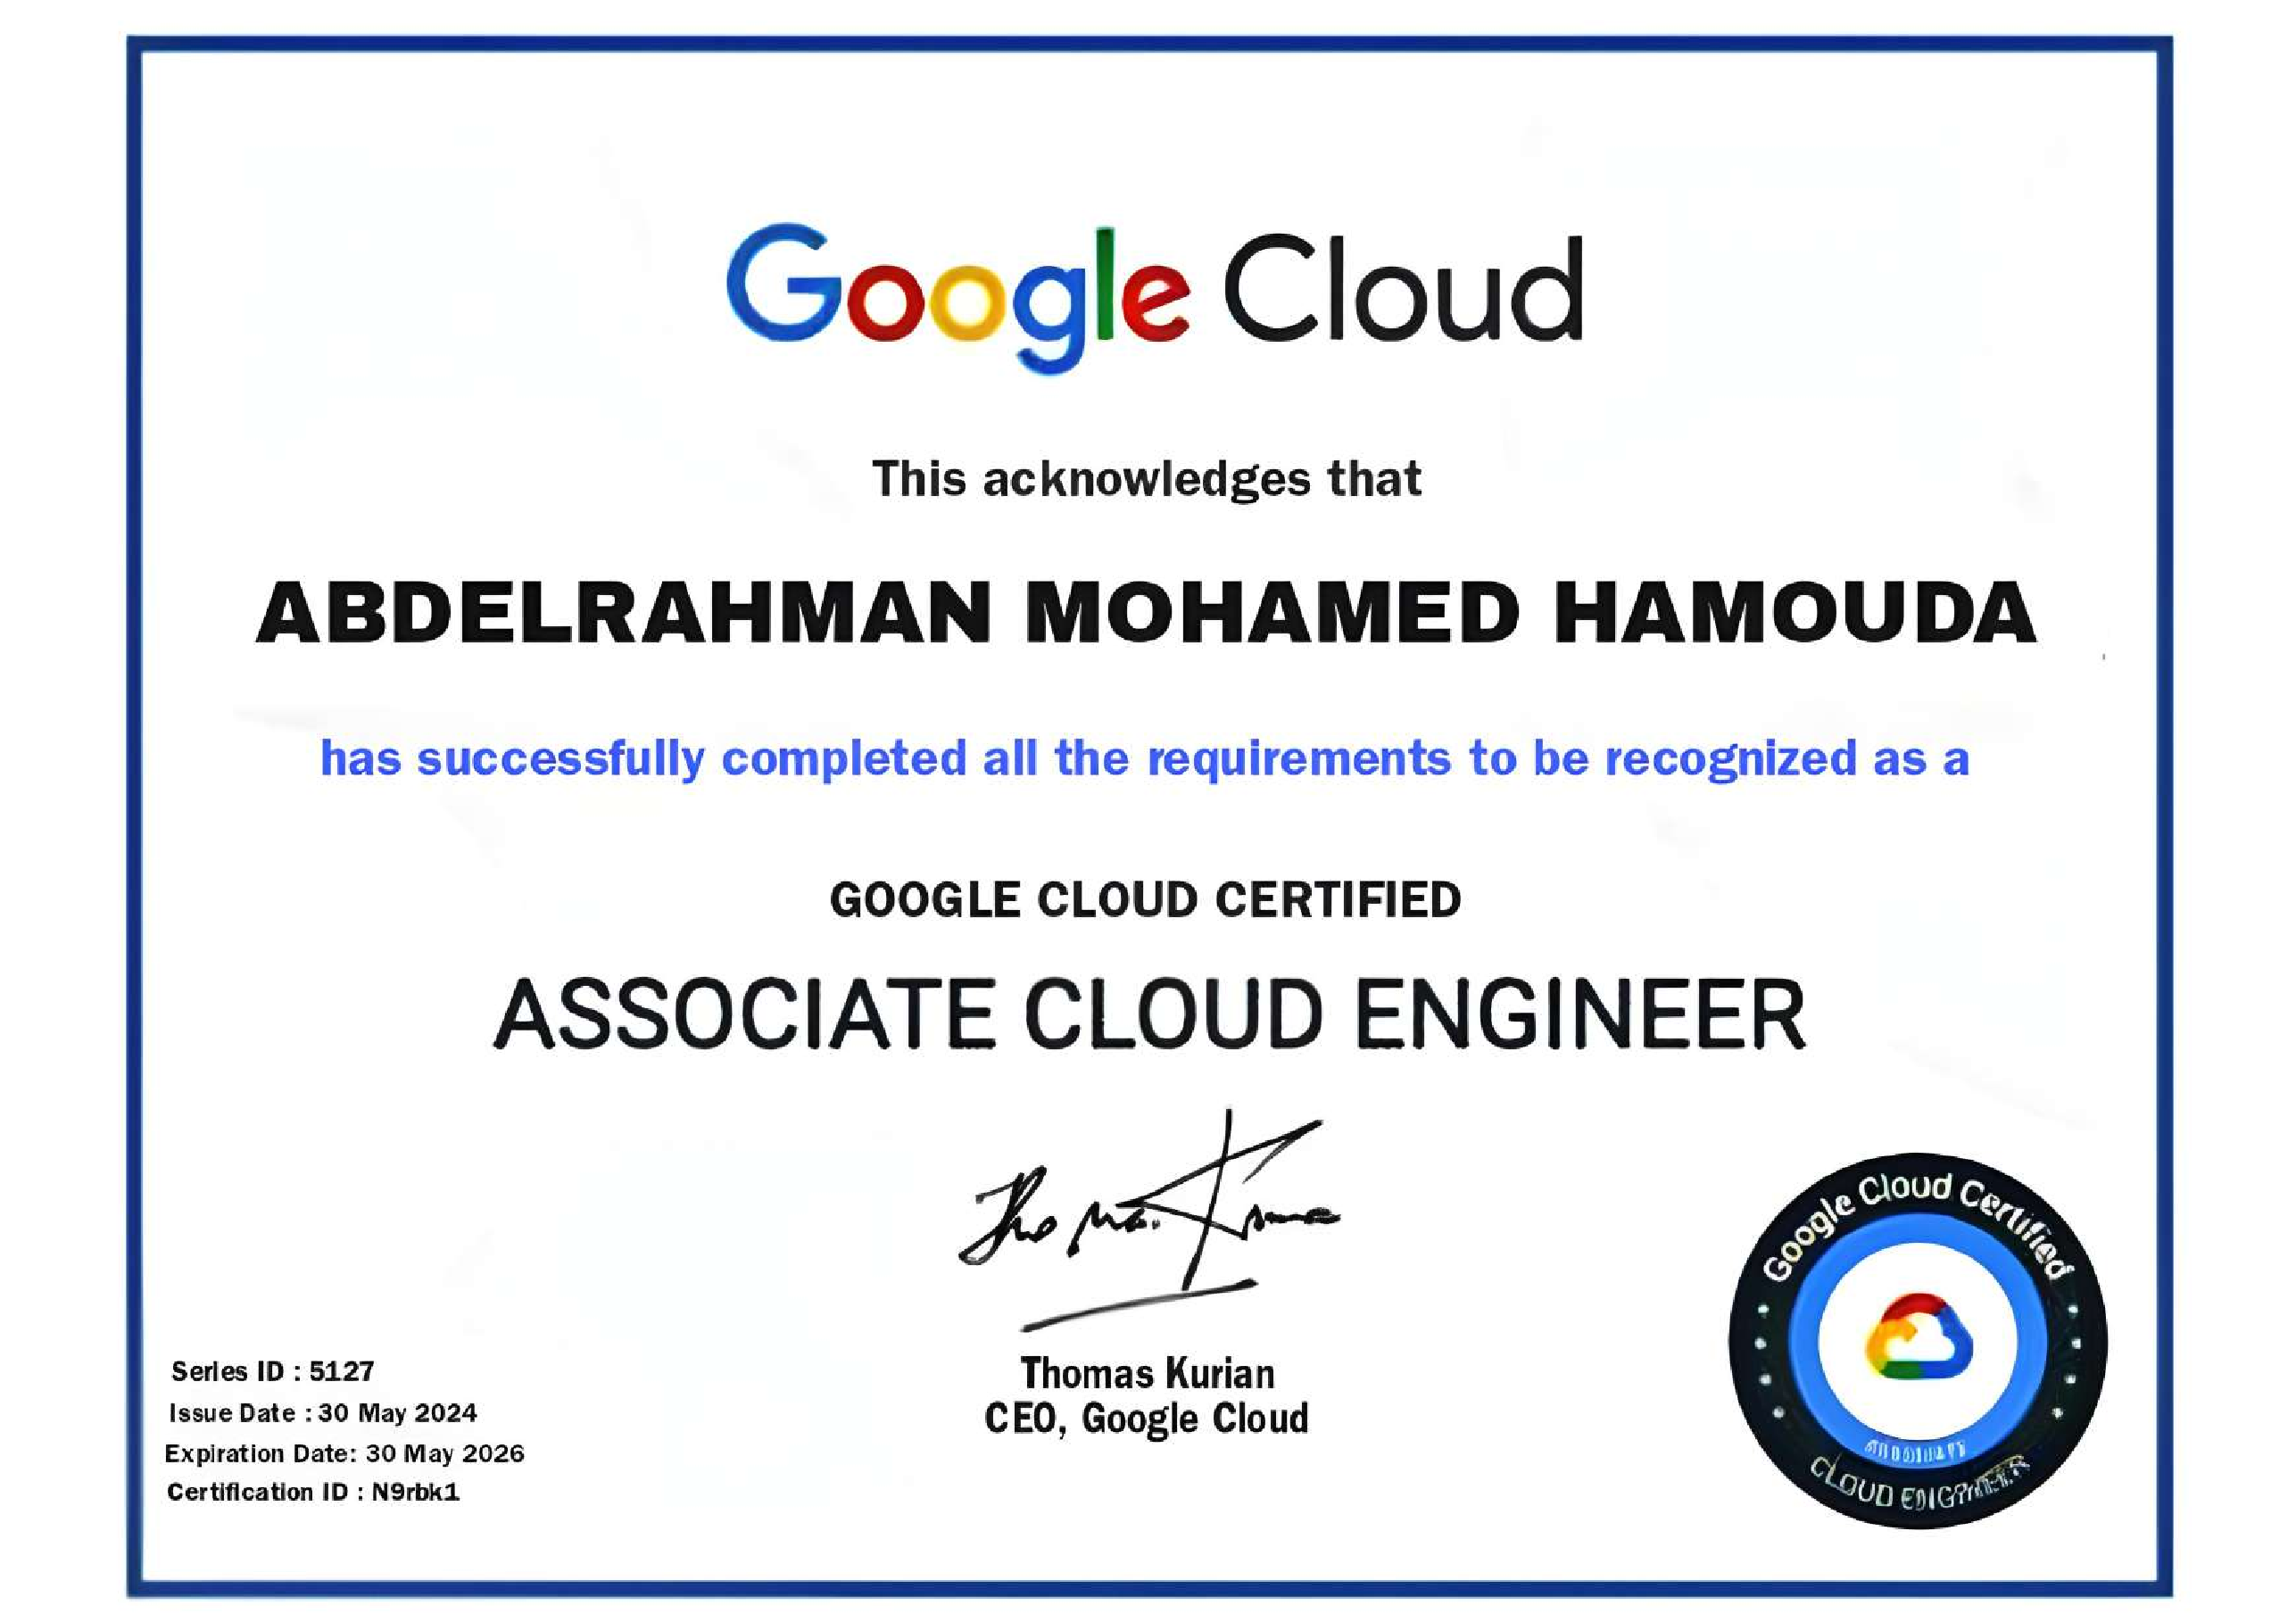 Google Cloud
This acknowledges that
ABDELRAHMAN MOHAMED HAMOUDA
has successfully completed all the requirements to be recognized as a
GOOGLE CLOUD CERTIFIED
ASSOCIATE CLOUD ENGINEER
Thomas Kurian
CEO, Google Cloud
Series ID : 5127
Issue Date : 30 May 2024
Expiration Date: 30 May 2026
Certification ID : N9rbk1
Google Cloud Certified
CLOUD